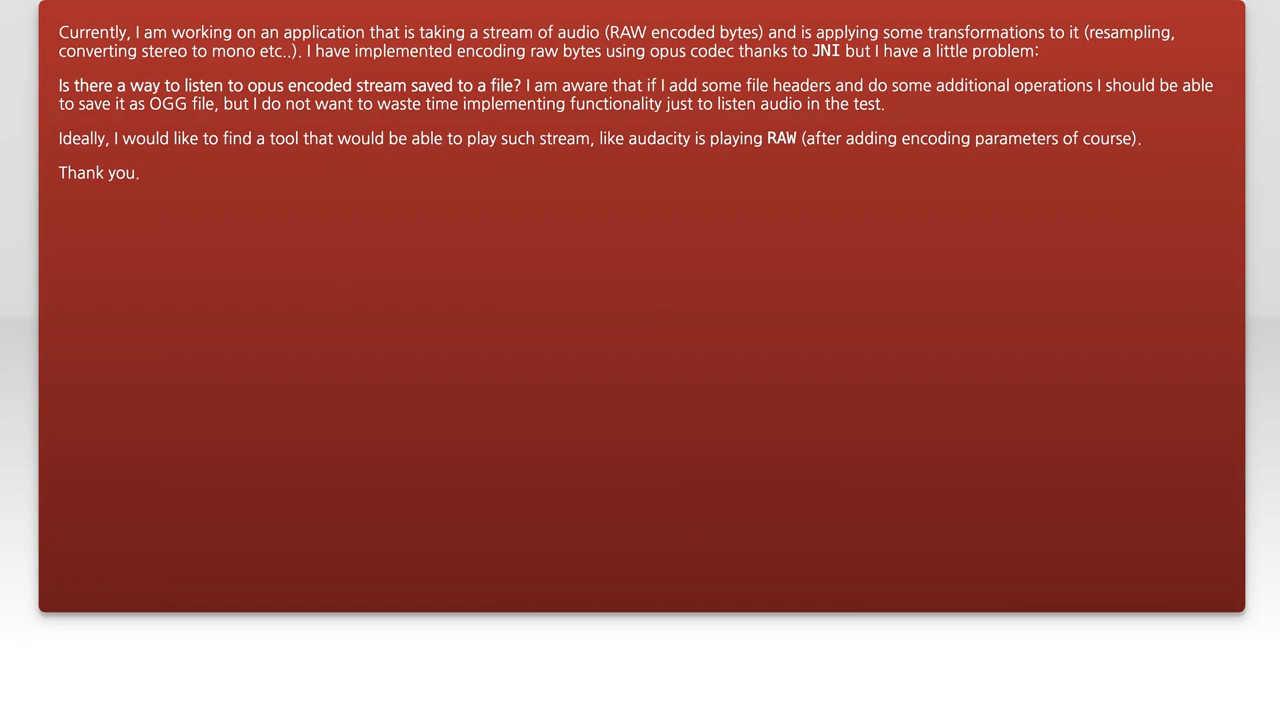 Currently, I am working on an application that is taking a stream of audio (RAW encoded bytes) and is applying some transformations to it (resampling,
converting stereo to mono etc..). I have implemented encoding raw bytes using opus codec thanks to JNI but I have a little problem:
Is there a way to listen to opus encoded stream saved to a file? I am aware that if I add some file headers and do some additional operations I should be able
to save it as OGG file, but I do not want to waste time implementing functionality just to listen audio in the test.
Ideally, I would like to find a tool that would be able to play such stream, like audacity is playing RAW (after adding encoding parameters of course).
Thank you.